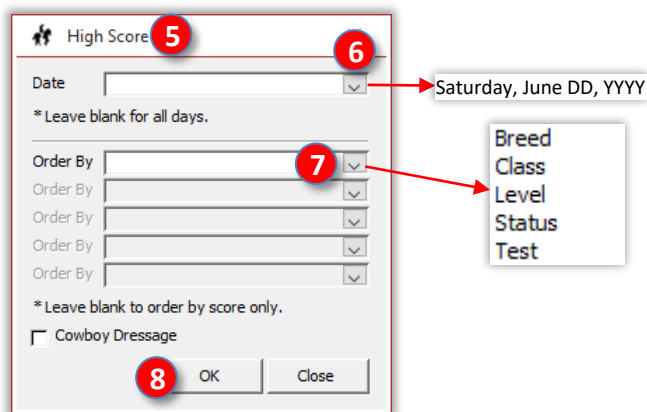 High Score 5
6
Date
Saturday, June DD, YYYY
*Leave blank for all days.
Order By 7
Order By
Order By
Order By
Order By
Breed
Class
Level
Status
Test
*Leave blank to order by score only.
Cowboy Dressage
8 OK Close